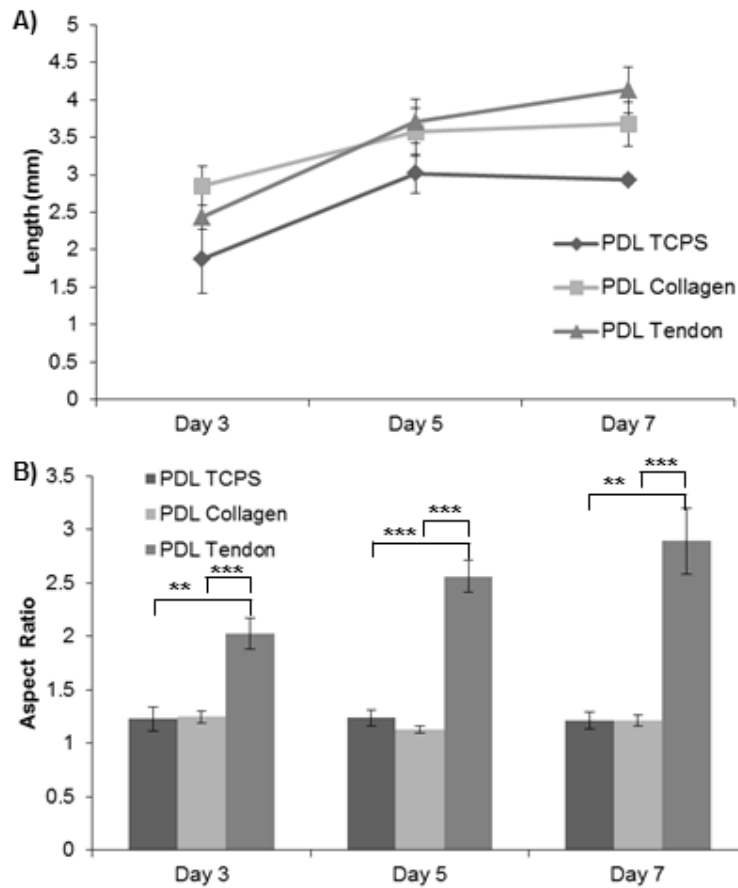 A)
4.5
4
3.5
3
2.5
2
1.5
1
0.5
0
Length (mm)
PDL TCPS
PDL Collagen
PDL Tendon
Day 3 Day 5 Day 7
B)
3.5
3
2.5
2
1.5
1
0.5
0
Aspect Ratio
PDL TCPS
PDL Collagen
PDL Tendon
** ***
*** ***
** ***
Day 3 Day 5 Day 7